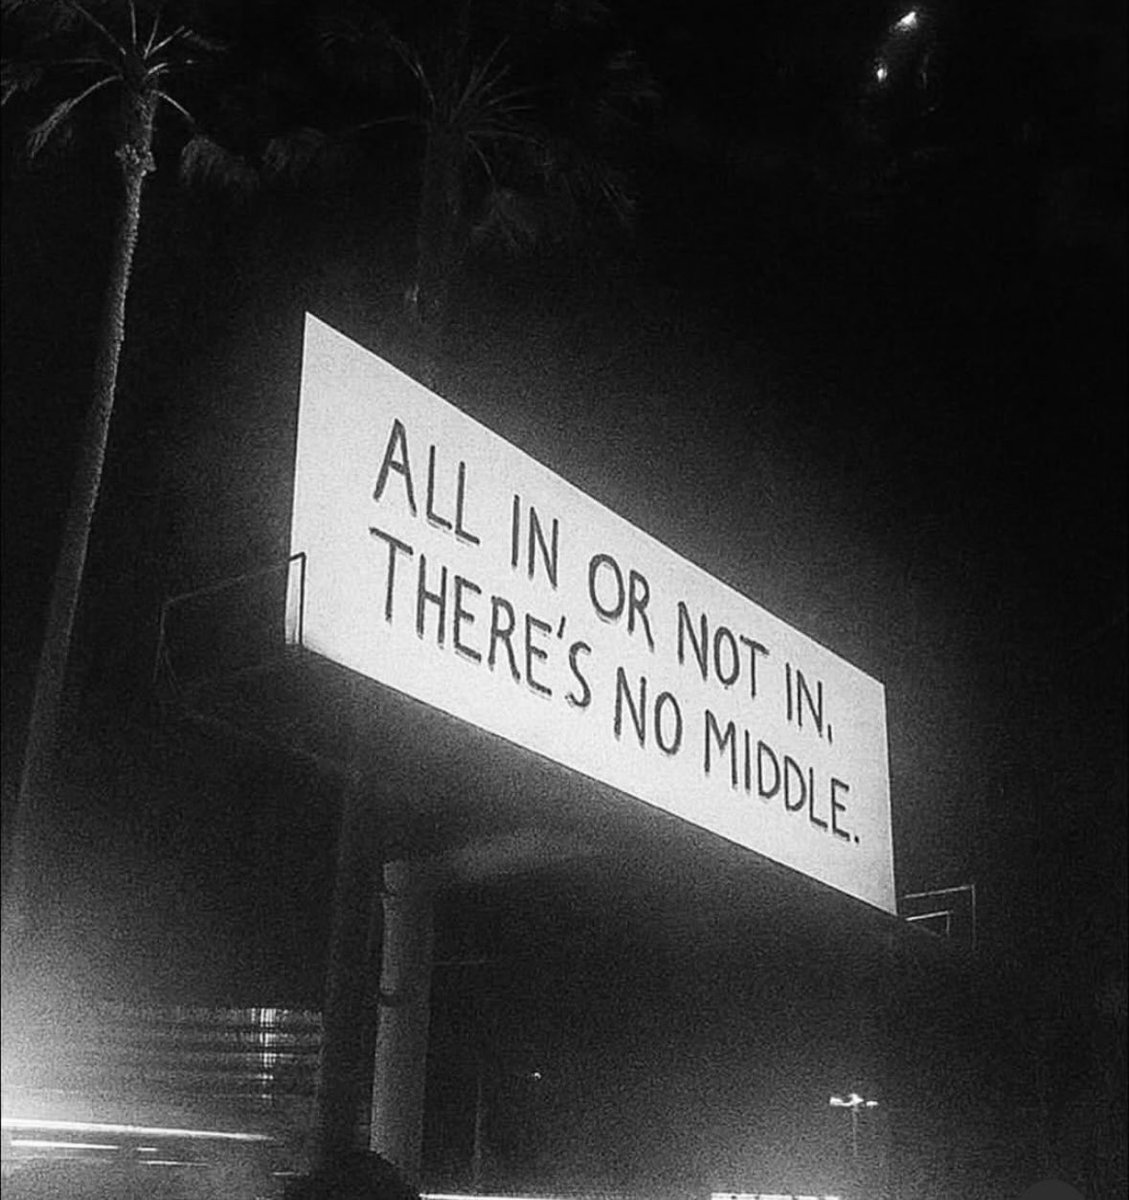 ALL IN OR NOT IN.
THERE'S NO MIDDLE.